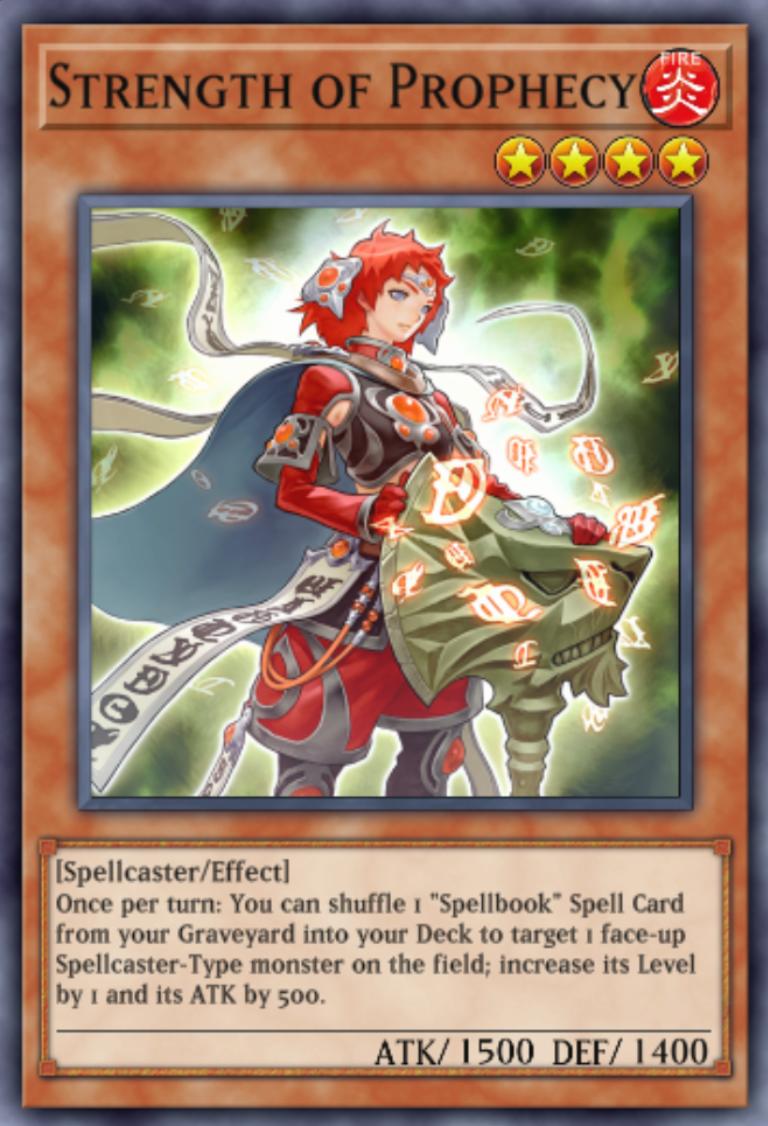 STRENGTH OF PROPHECY
FIRE
炎
[Spellcaster/Effect]
Once per turn: You can shuffle 1 "Spellbook" Spell Card
from your Graveyard into your Deck to target 1 face-up
Spellcaster-Type monster on the field; increase its Level
by 1 and its ATK by 500.
ATK/ 1500 DEF/ 1400